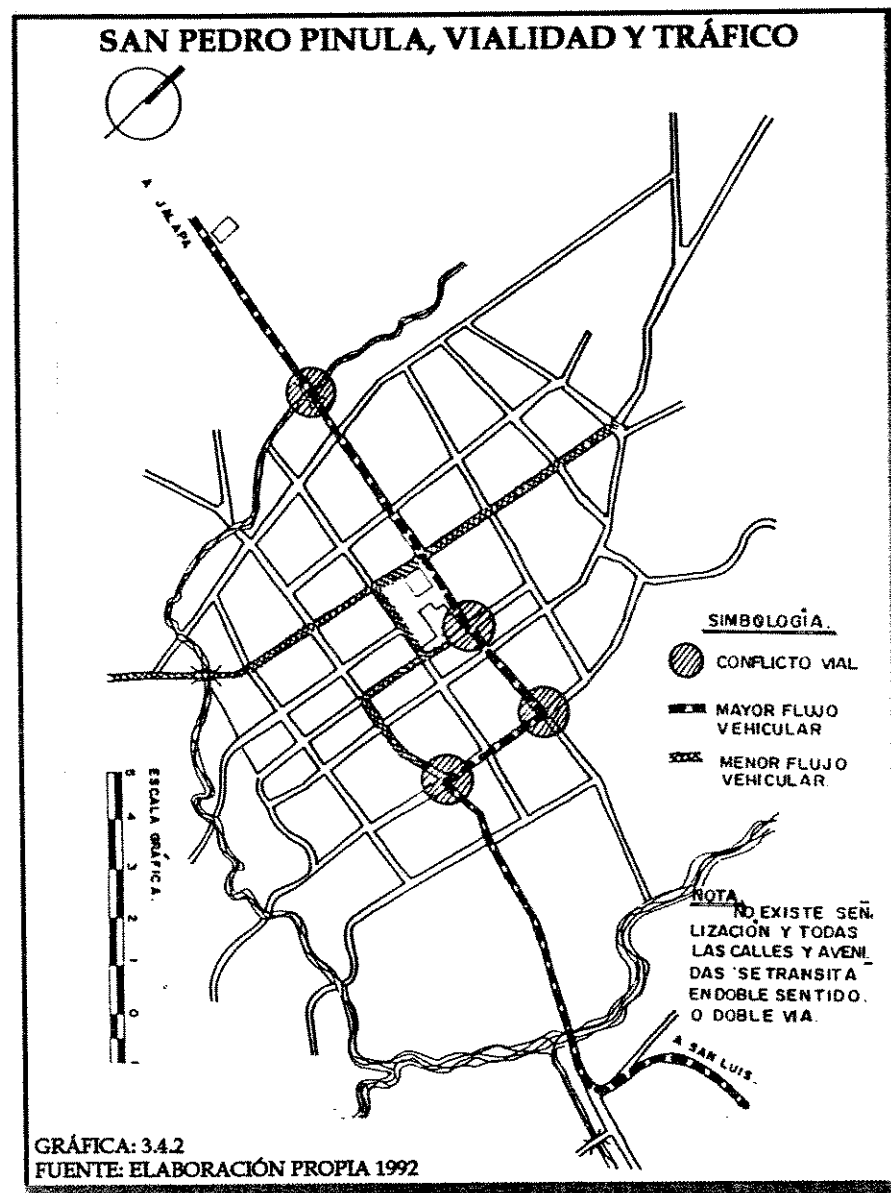 SAN PEDRO PINULA, VIALIDAD Y TRÁFICO
A JALAPA
SIMBOLOGÍA.
CONFLICTO VIAL
MAYOR FLUJO
VEHICULAR
MENOR FLUJO
VEHICULAR.
ESCALA GRÁFICA.
5
4
3
2
1
0
1
NOTA
NO EXISTE SEÑ.
LIZACIÓN Y TODAS
LAS CALLES Y AVENI_
DAS SE TRANSITA
EN DOBLE SENTIDO.
O DOBLE VIA.
A SAN LUIS.
GRÁFICA: 3.4.2
FUENTE: ELABORACIÓN PROPIA 1992